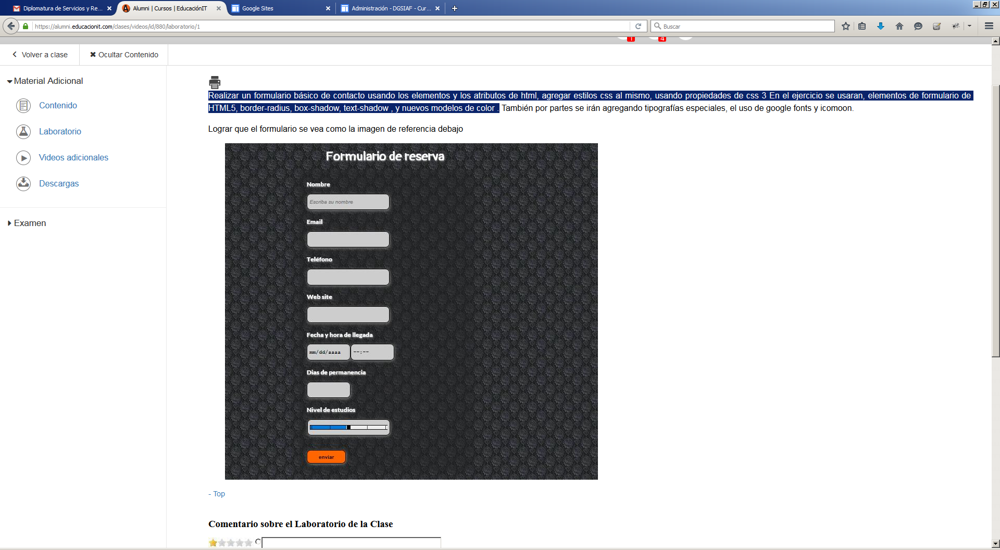 Diplomatura de Servicios y Re...
Alumni | Cursos | EducaciónIT
Google Sites
Administración - DGSIAF - Cur...
https://alumni.educacionit.com/clases/videos/id/880/laboratorio/1
Buscar
1
4
Volver a clase
Ocultar Contenido
Material Adicional
Contenido
Laboratorio
Videos adicionales
Descargas
Examen
Realizar un formulario básico de contacto usando los elementos y los atributos de html, agregar estilos css al mismo, usando propiedades de css 3 En el ejercicio se usaran, elementos de formulario de
HTML5, border-radius, box-shadow, text-shadow , y nuevos modelos de color . También por partes se irán agregando tipografías especiales, el uso de google fonts y icomoon.
Lograr que el formulario se vea como la imagen de referencia debajo
Formulario de reserva
Nombre
Escriba su nombre
Email
Teléfono
Web site
Fecha y hora de llegada
mm/dd/aaaa --:--
Dias de permanencia
Nivel de estudios
enviar
- Top
Comentario sobre el Laboratorio de la Clase